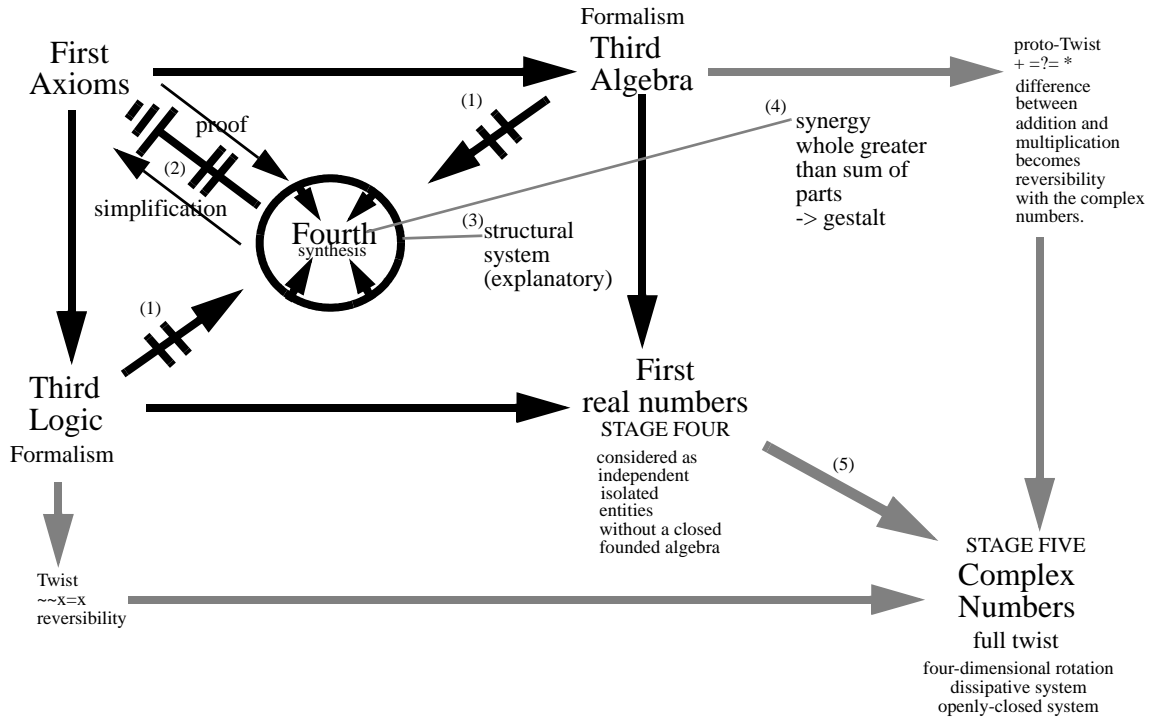 Formalism
First
Axioms
Third
Algebra
proto-Twist
+ =?= *
difference
between
addition and
multiplication
becomes
reversibility
with the complex
numbers.
(1)
(4)
proof
synergy
whole greater
than sum of
parts
-> gestalt
(2)
simplification
Fourth
synthesis
(3)
structural
system
(explanatory)
(1)
Third
Logic
Formalism
First
real numbers
STAGE FOUR
considered as
independent
isolated
entities
without a closed
founded algebra
(5)
STAGE FIVE
Complex
Numbers
full twist
four-dimensional rotation
dissipative system
openly-closed system
Twist
~~x=x
reversibility